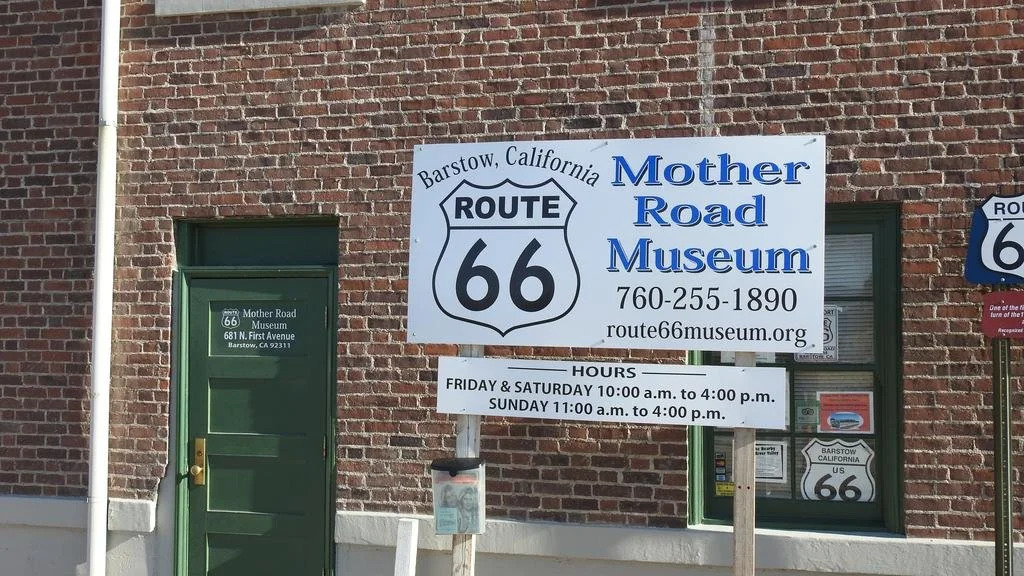 Barstow, California
ROUTE
66
Mother
Road
Museum
760-255-1890
route66museum.org
HOURS
FRIDAY & SATURDAY 10:00 a.m. to 4:00 p.m.
SUNDAY 11:00 a.m. to 4:00 p.m.
ROUTE
66
Mother Road
Museum
681 N. First Avenue
Barstow, CA 92311
BARSTOW
CALIFORNIA
US
66